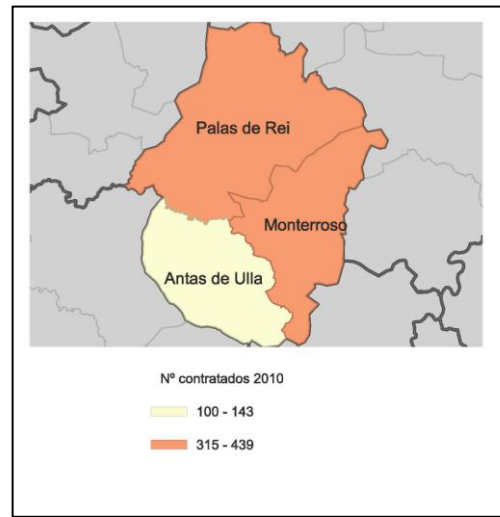 Palas de Rei
Monterroso
Antas de Ulla
Nº contratados 2010
100 - 143
315 - 439